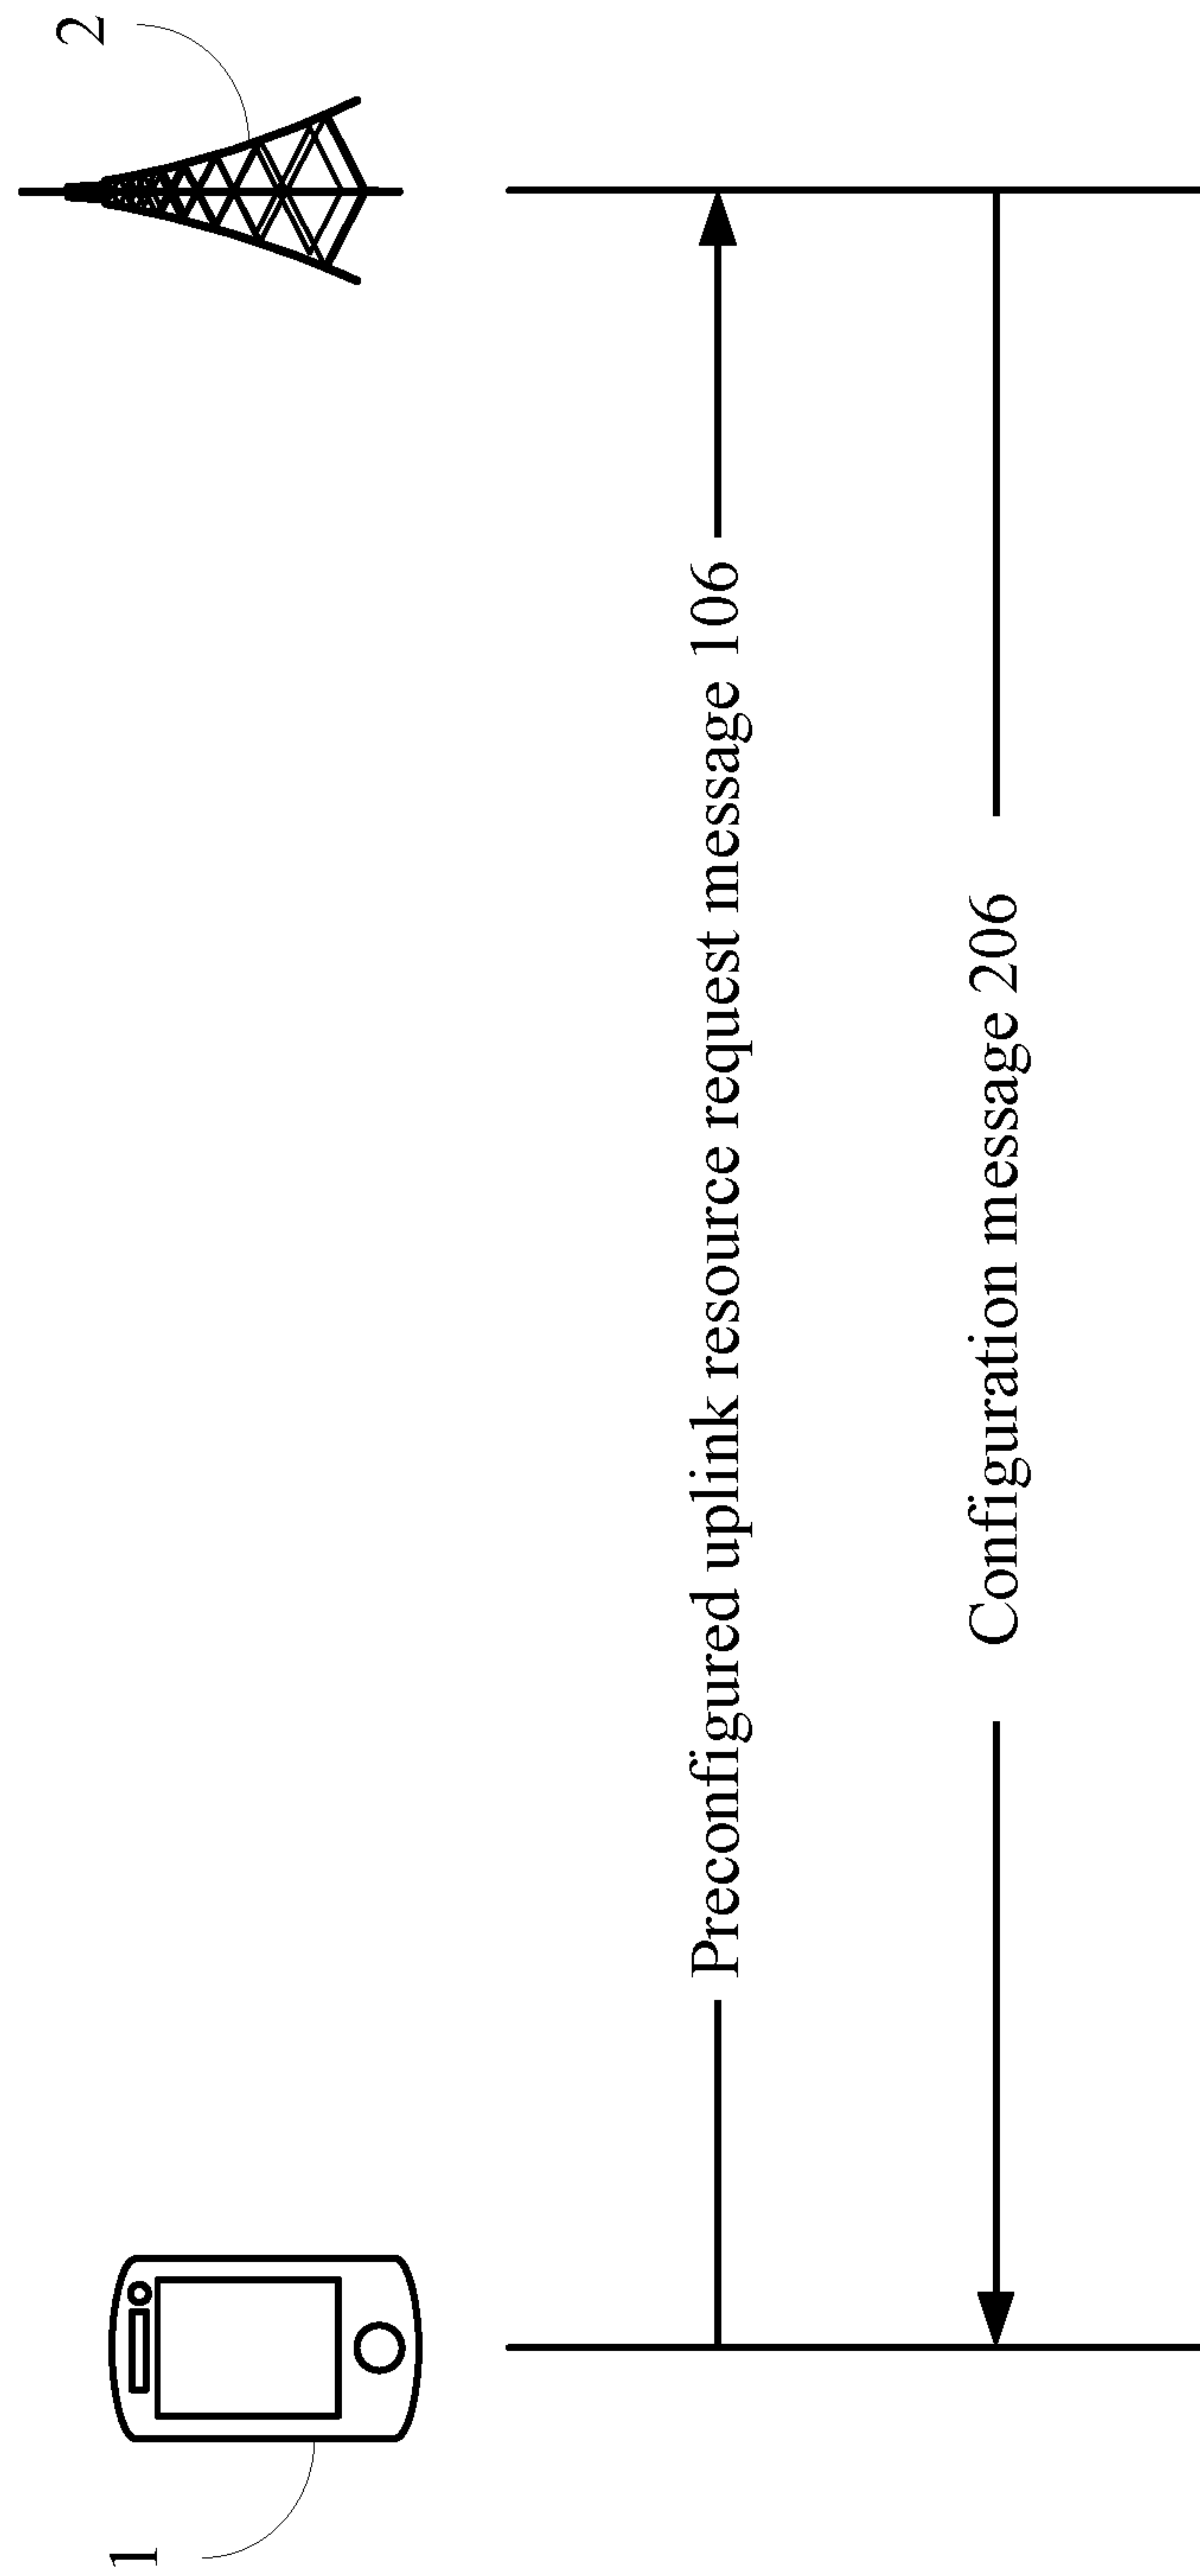 1
2
Preconfigured uplink resource request message 106
Configuration message 206